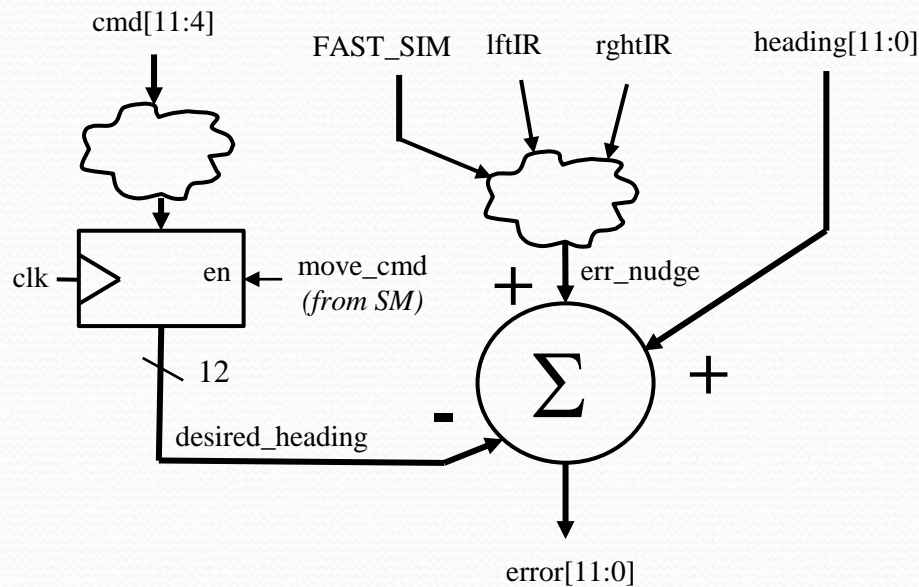 cmd[11:4]
FAST_SIM
lftIR
rghtIR
heading[11:0]
clk
en
move_cmd
(from SM)
+
err_nudge
12
Σ
+
-
desired_heading
error[11:0]